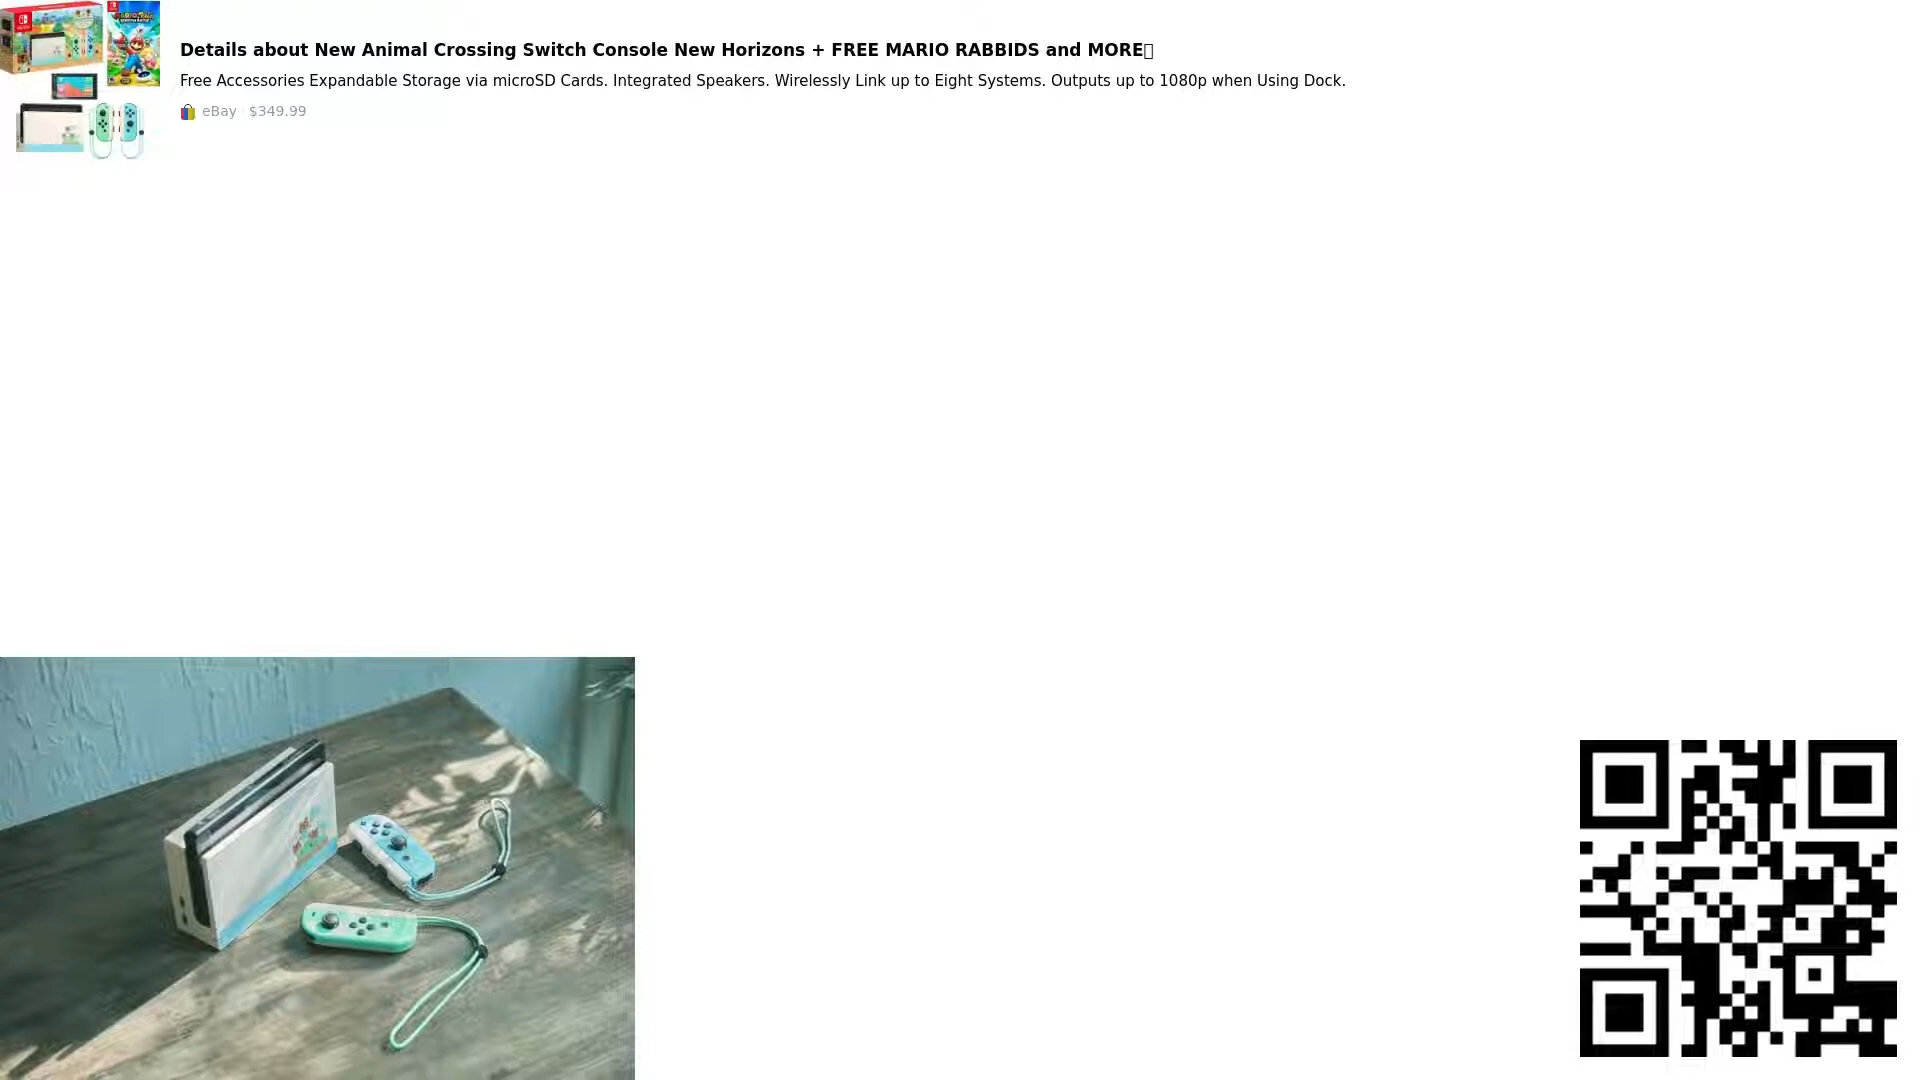 Details about New Animal Crossing Switch Console New Horizons + FREE MARIO RABBIDS and MORE
Free Accessories Expandable Storage via microSD Cards. Integrated Speakers. Wirelessly Link up to Eight Systems. Outputs up to 1080p when Using Dock.
eBay · $349.99